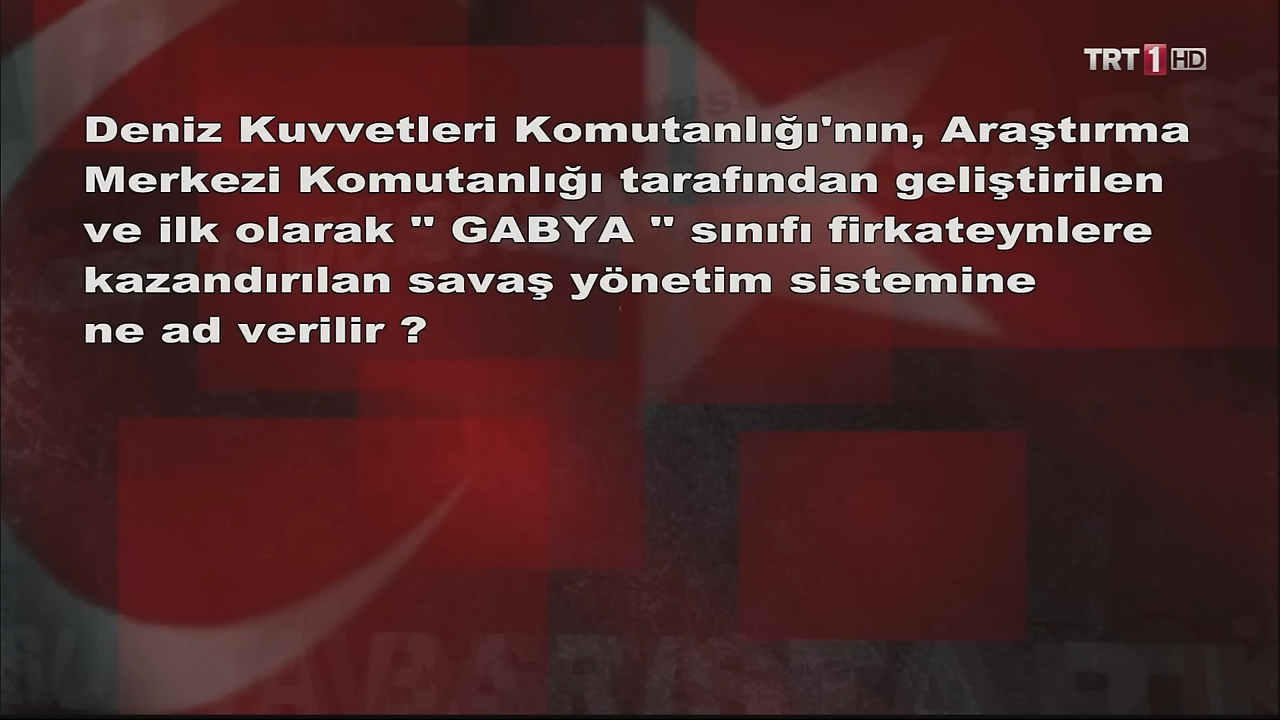 TRT 1 HD
Deniz Kuvvetleri Komutanlığı'nın, Araştırma
Merkezi Komutanlığı tarafından geliştirilen
ve ilk olarak " GABYA " sınıfı firkateynlere
kazandırılan savaş yönetim sistemine
ne ad verilir ?